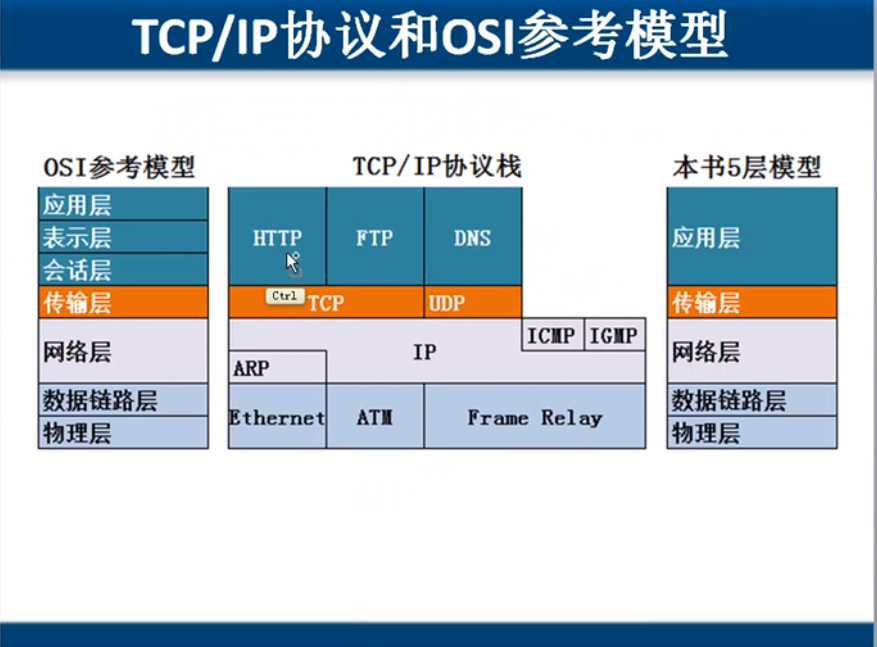 TCP/IP协议和OSI参考模型
OSI参考模型
应用层
表示层
会话层
传输层
网络层
数据链路层
物理层
TCP/IP协议栈
HTTP FTP DNS
Ctrl
TCP UDP
ICMP IGMP
IP
ARP
Ethernet ATM Frame Relay
本书5层模型
应用层
传输层
网络层
数据链路层
物理层